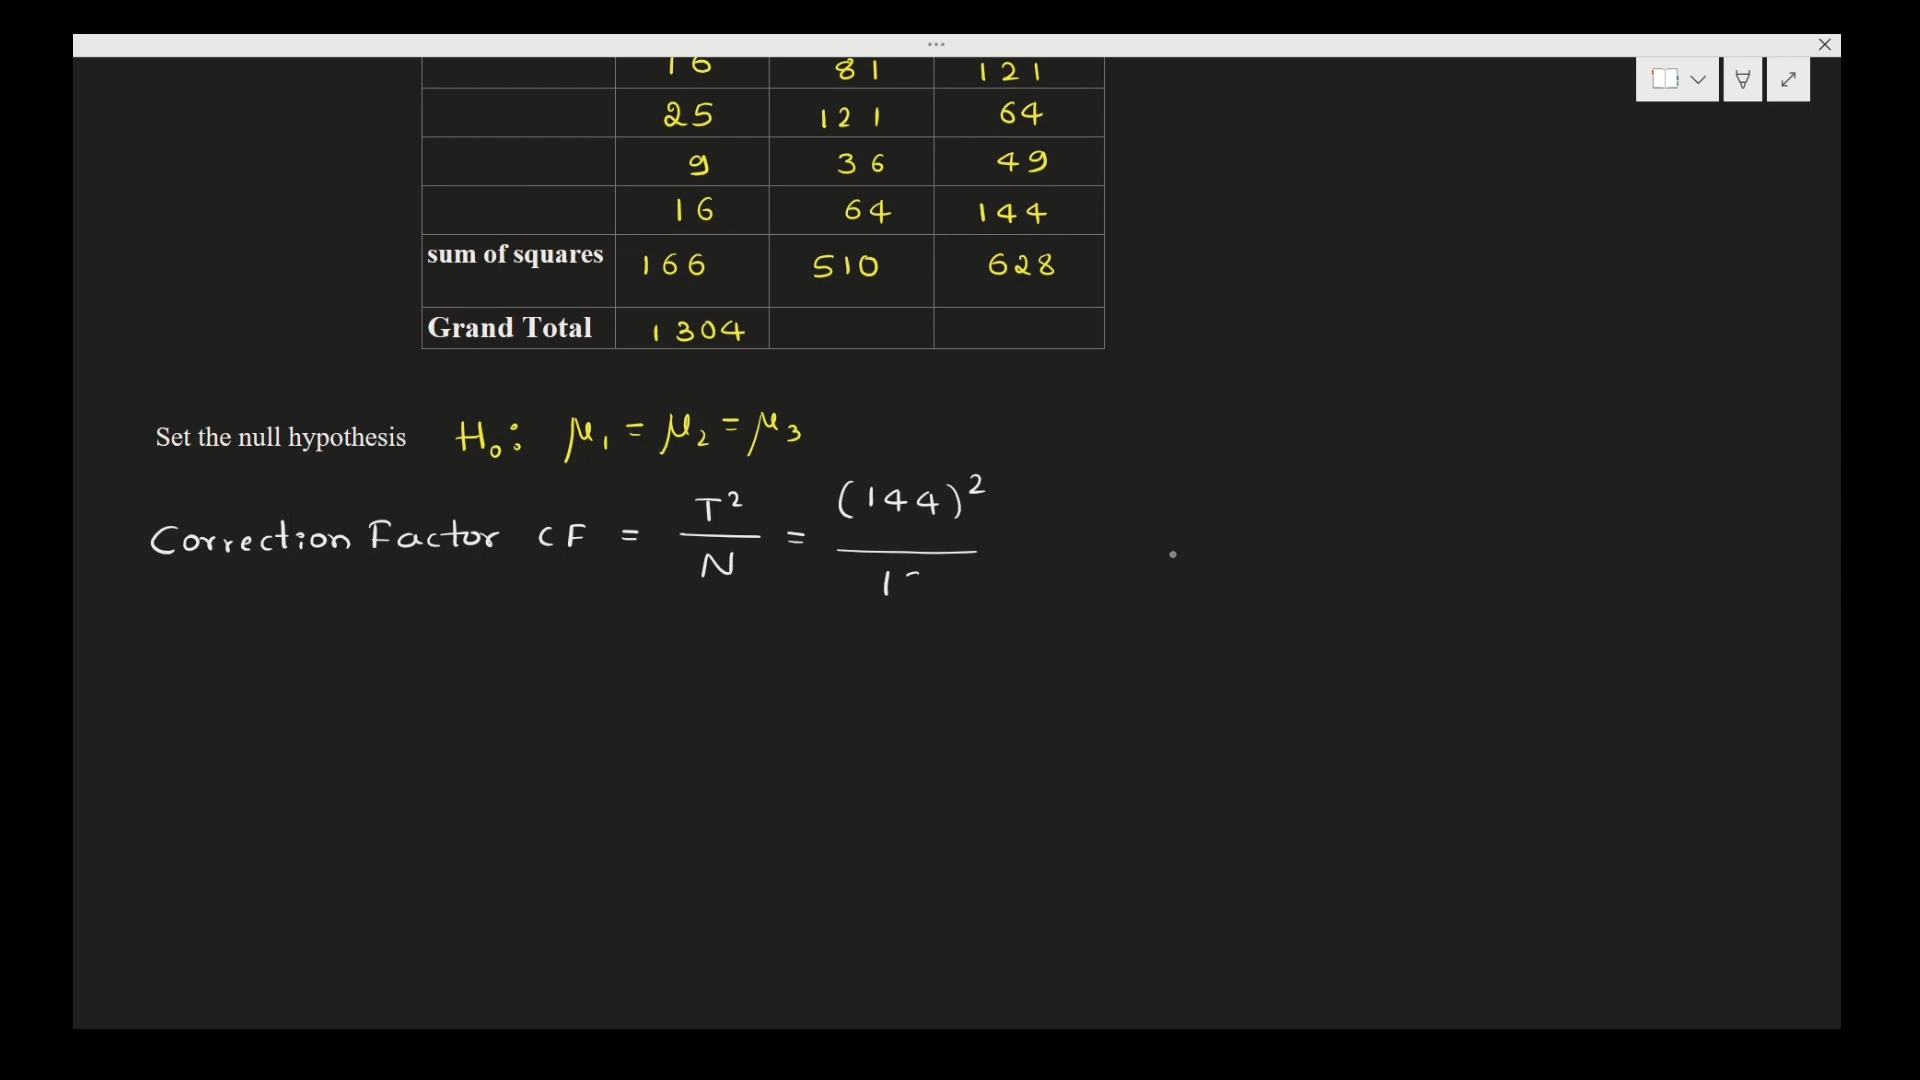 16 81 121
25 121 64
9 36 49
16 64 144
sum of squares 166 510 628
Grand Total 1304
Set the null hypothesis H₀: μ₁ = μ₂ = μ₃
Correction Factor CF = T²/N = (144)²/1